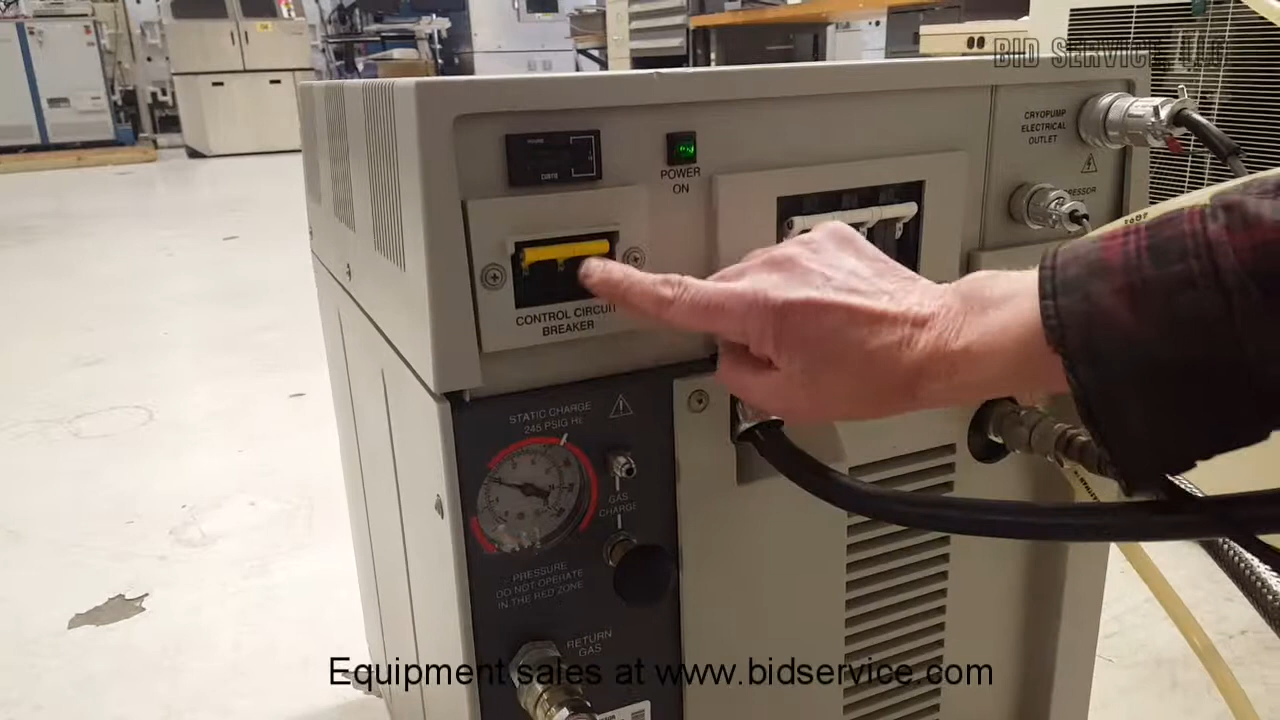 BID SERVICE, LLC
CRYOPUMP
ELECTRICAL
OUTLET
POWER
ON
CONTROL CIRCUIT
BREAKER
STATIC CHARGE
245 PSIG HE
GAS
CHARGE
PRESSURE
DO NOT OPERATE
IN THE RED ZONE
RETURN
GAS
Equipment sales at www.bidservice.com